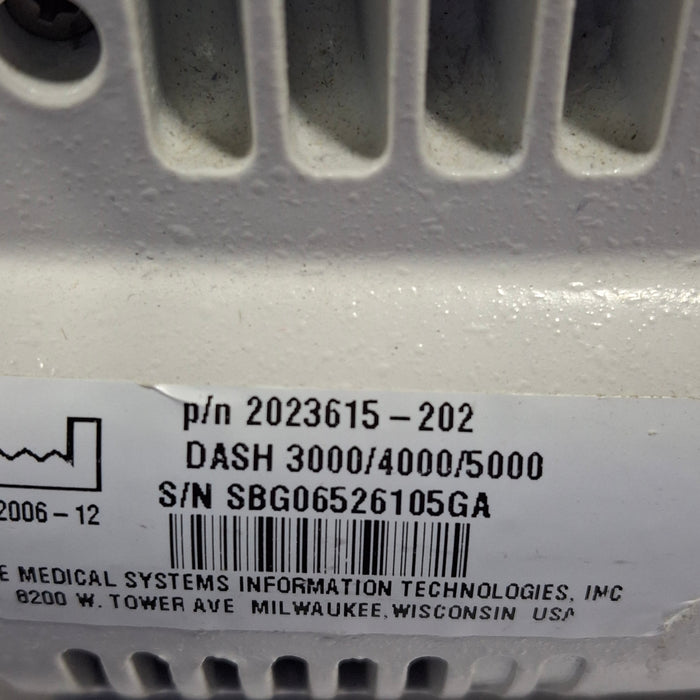 p/n 2023615-202
DASH 3000/4000/5000
S/N SBG06526105GA
2006-12
E MEDICAL SYSTEMS INFORMATION TECHNOLOGIES, INC
8200 W. TOWER AVE MILWAUKEE, WISCONSIN USA